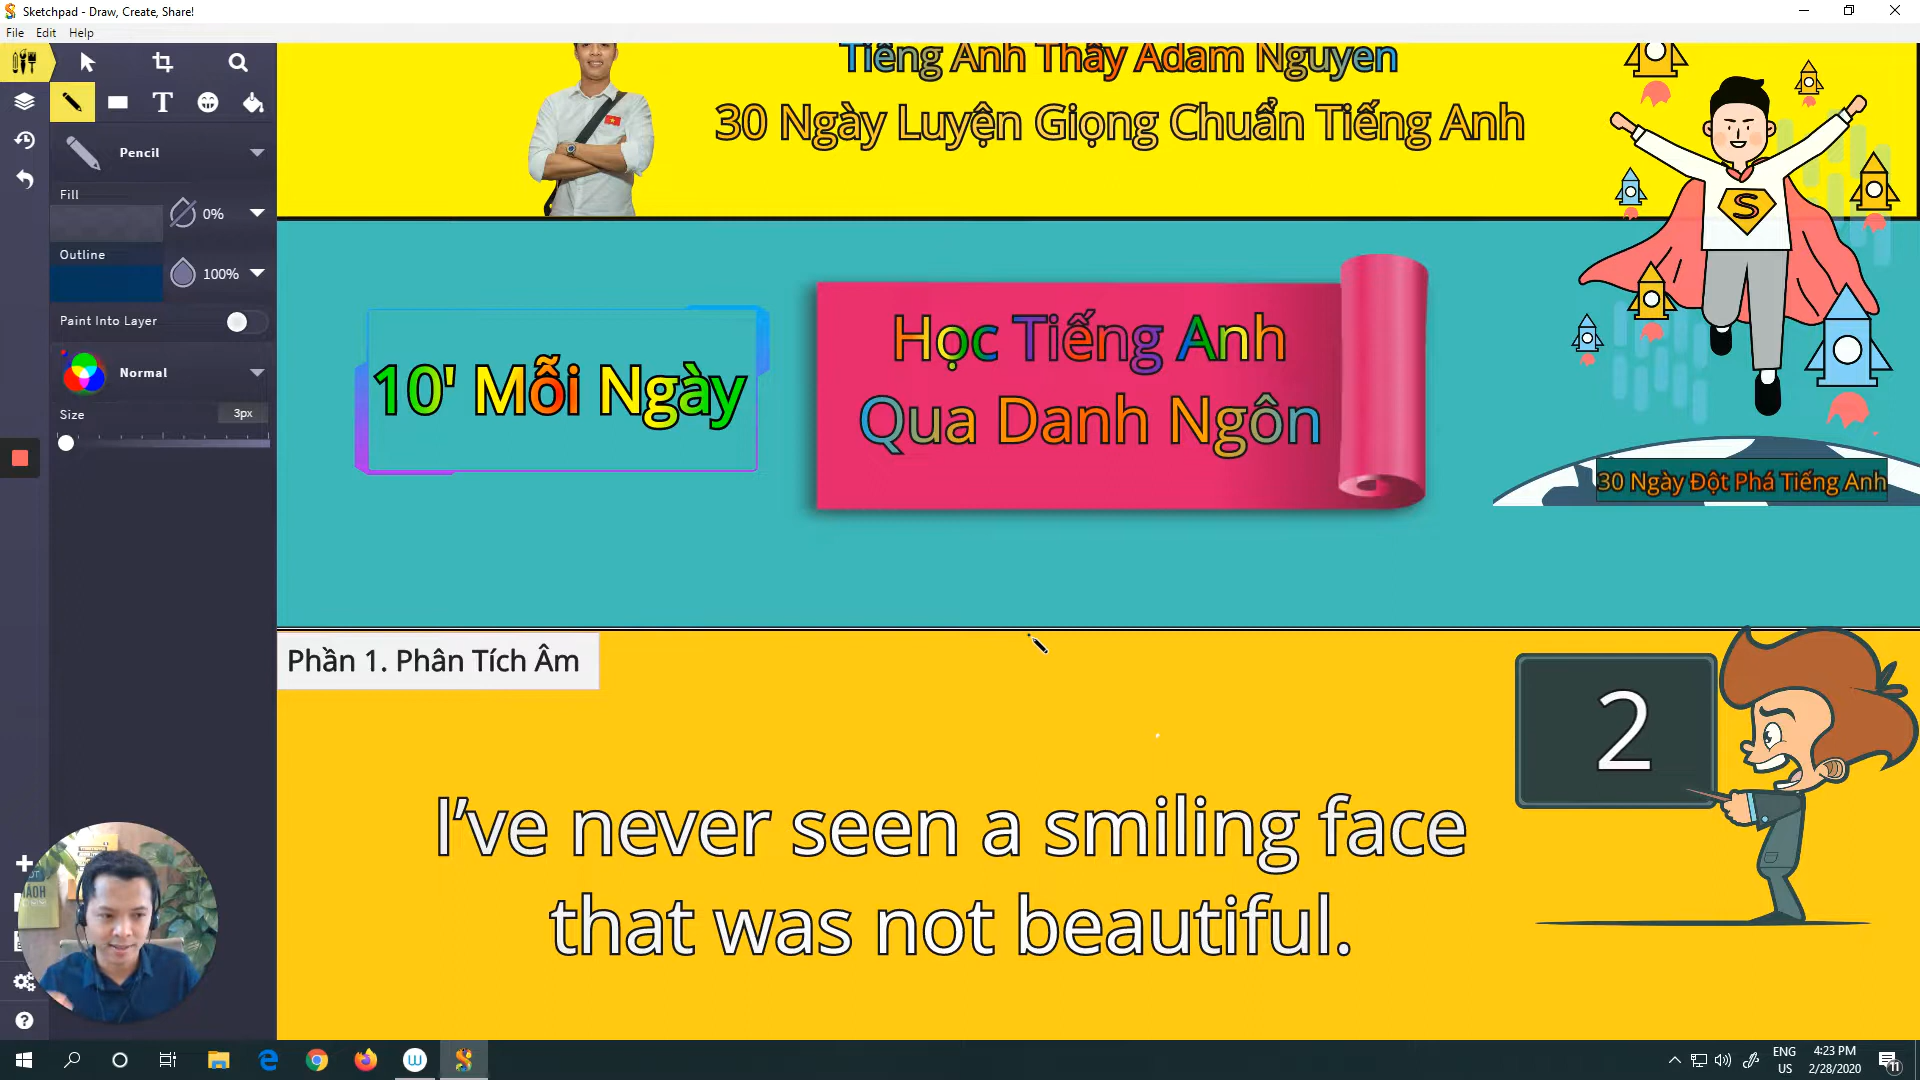 Sketchpad - Draw, Create, Share!
File Edit Help
Tiếng Anh Thầy Adam Nguyen
30 Ngày Luyện Giọng Chuẩn Tiếng Anh
S
Pencil
Fill
0%
Outline
100%
Paint Into Layer
Normal
Size
3px
10' Mỗi Ngày
Học Tiếng Anh
Qua Danh Ngôn
30 Ngày Đột Phá Tiếng Anh
Phần 1. Phân Tích Âm
2
I’ve never seen a smiling face
that was not beautiful.
ENG
US
4:23 PM
2/28/2020
11